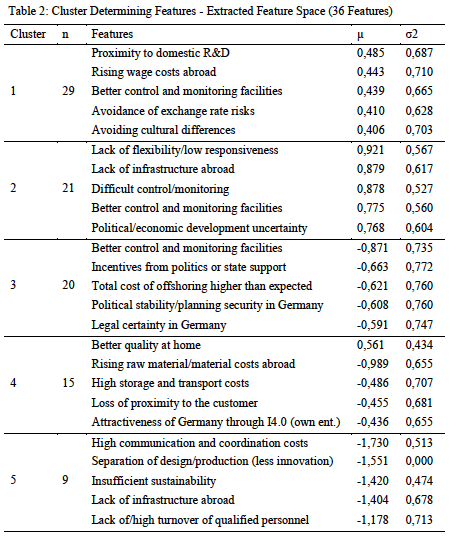 Table 2: Cluster Determining Features - Extracted Feature Space (36 Features)
Cluster n Features μ σ2
Proximity to domestic R&D 0,485 0,687
Rising wage costs abroad 0,443 0,710
1 29 Better control and monitoring facilities 0,439 0,665
Avoidance of exchange rate risks 0,410 0,628
Avoiding cultural differences 0,406 0,703
Lack of flexibility/low responsiveness 0,921 0,567
Lack of infrastructure abroad 0,879 0,617
2 21 Difficult control/monitoring 0,878 0,527
Better control and monitoring facilities 0,775 0,560
Political/economic development uncertainty 0,768 0,604
Better control and monitoring facilities -0,871 0,735
Incentives from politics or state support -0,663 0,772
3 20 Total cost of offshoring higher than expected -0,621 0,760
Political stability/planning security in Germany -0,608 0,760
Legal certainty in Germany -0,591 0,747
Better quality at home 0,561 0,434
Rising raw material/material costs abroad -0,989 0,655
4 15 High storage and transport costs -0,486 0,707
Loss of proximity to the customer -0,455 0,681
Attractiveness of Germany through I4.0 (own ent.) -0,436 0,655
High communication and coordination costs -1,730 0,513
Separation of design/production (less innovation) -1,551 0,000
5 9 Insufficient sustainability -1,420 0,474
Lack of infrastructure abroad -1,404 0,678
Lack of/high turnover of qualified personnel -1,178 0,713